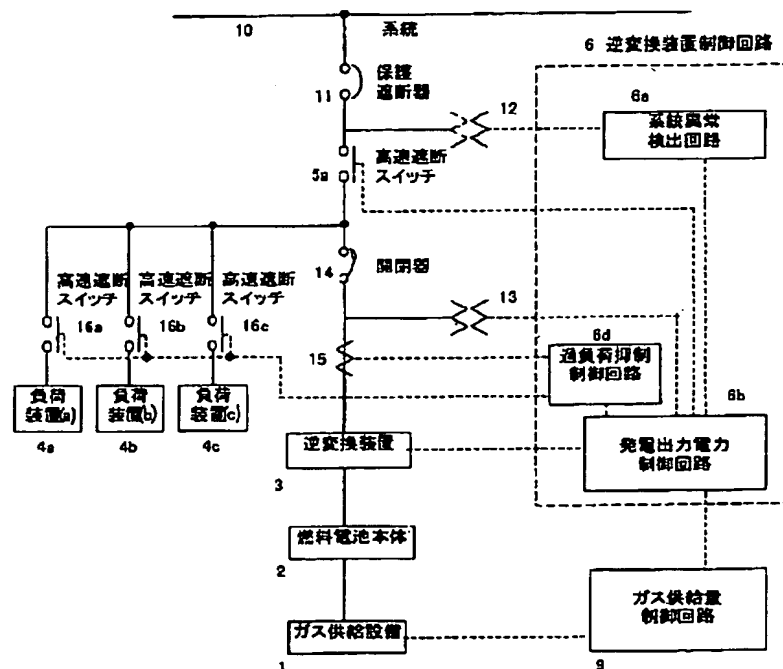 10
系統
6 逆変換装置制御回路
保護
遮断器
11
12
6a
系統異常
検出回路
高速遮断
スイッチ
5a
14
開閉器
13
高速遮断
スイッチ
高速遮断
スイッチ
高速遮断
スイッチ
16a
16b
16c
15
6d
過負荷抑制
制御回路
6b
負荷
装置(a)
負荷
装置(b)
負荷
装置(c)
4a
4b
4c
逆変換装置
3
発電出力電力
制御回路
燃料電池本体
2
ガス供給設備
1
ガス供給量
制御回路
9